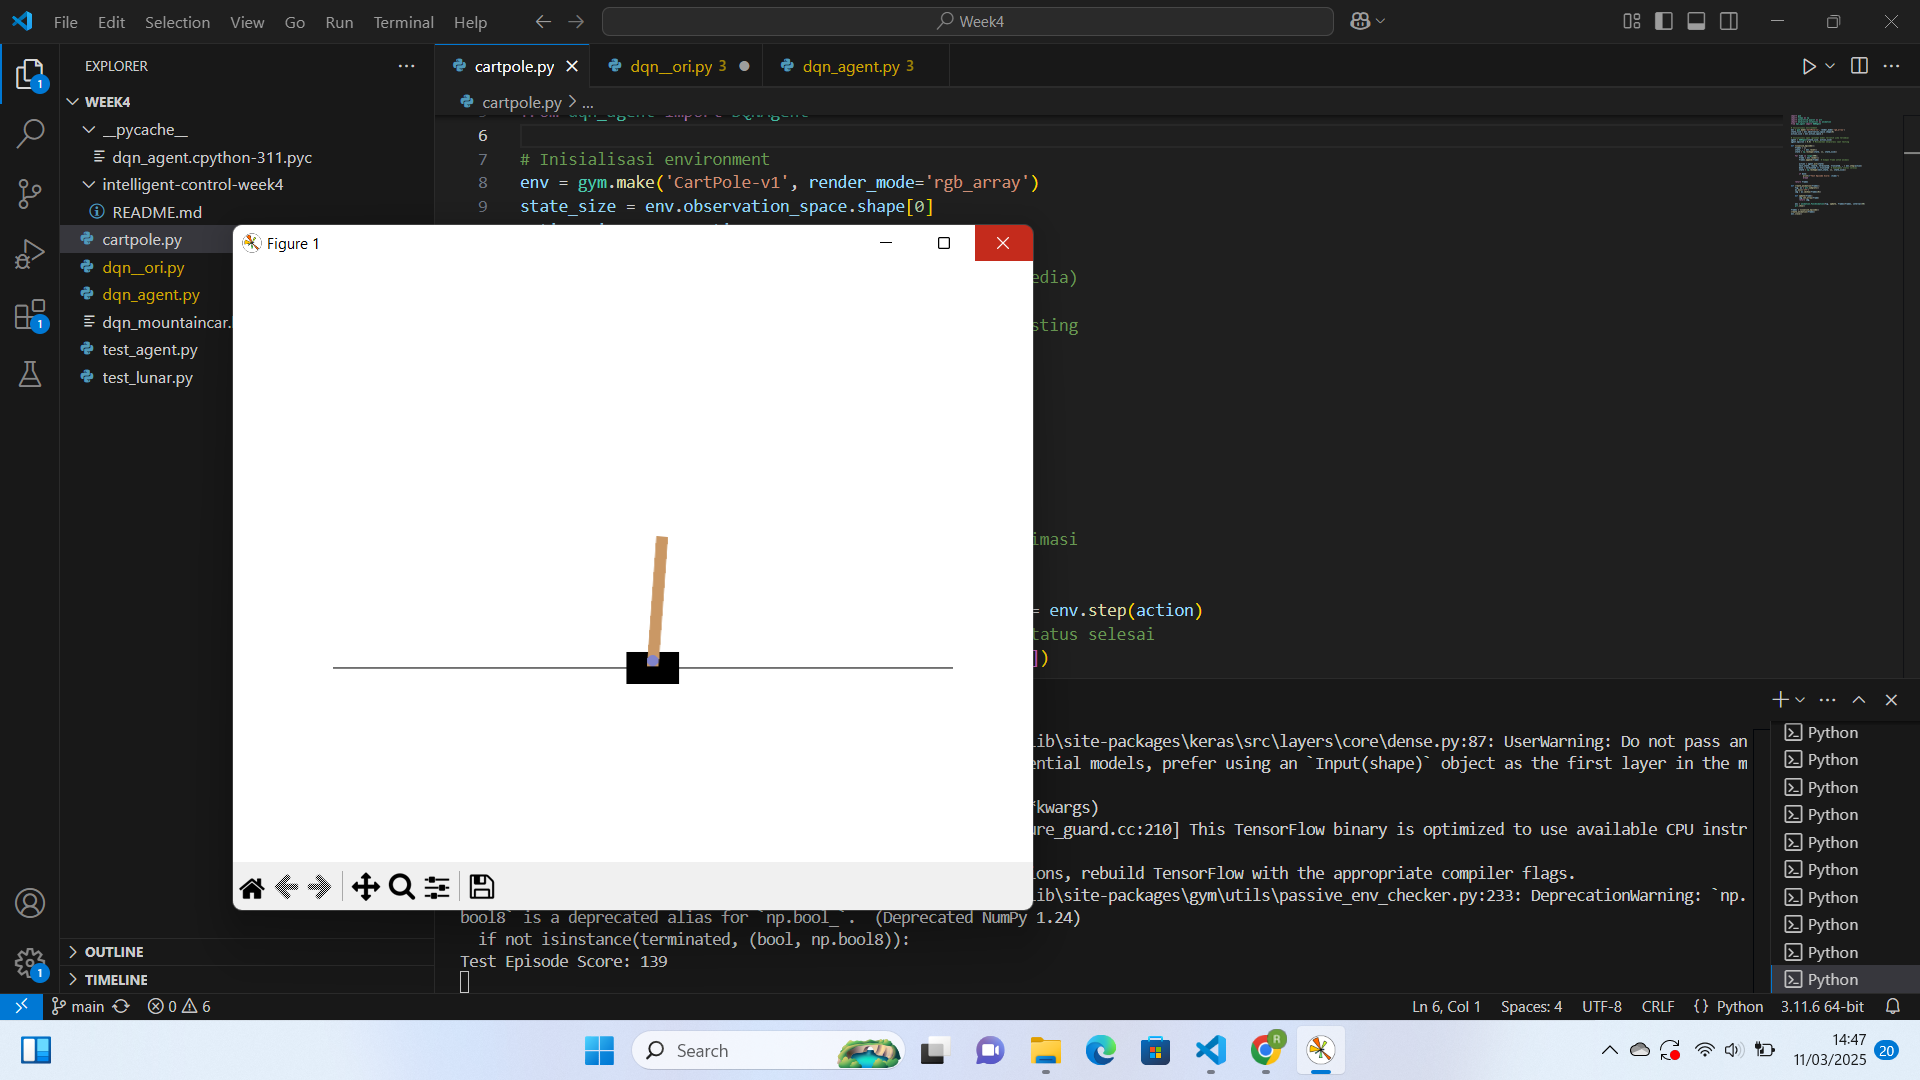 File Edit Selection View Go Run Terminal Help
Week4
EXPLORER
WEEK4
__pycache__
dqn_agent.cpython-311.pyc
intelligent-control-week4
README.md
cartpole.py
dqn__ori.py
dqn_agent.py
dqn_mountaincar.
test_agent.py
test_lunar.py
OUTLINE
TIMELINE
cartpole.py
dqn__ori.py 3
dqn_agent.py 3
cartpole.py > ...
6
7 # Inisialisasi environment
8 env = gym.make('CartPole-v1', render_mode='rgb_array')
9 state_size = env.observation_space.shape[0]
edia)
sting
imasi
= env.step(action)
tatus selesai
])
Figure 1
ib\site-packages\keras\src\layers\core\dense.py:87: UserWarning: Do not pass an
ential models, prefer using an `Input(shape)` object as the first layer in the m
kwargs)
ure_guard.cc:210] This TensorFlow binary is optimized to use available CPU instr
ions, rebuild TensorFlow with the appropriate compiler flags.
ib\site-packages\gym\utils\passive_env_checker.py:233: DeprecationWarning: `np.
bool8` is a deprecated alias for `np.bool_`. (Deprecated NumPy 1.24)
if not isinstance(terminated, (bool, np.bool8)):
Test Episode Score: 139
Python
Python
Python
Python
Python
Python
Python
Python
Python
Python
main 0 6
Ln 6, Col 1 Spaces: 4 UTF-8 CRLF {} Python 3.11.6 64-bit
Search
R
14:47
11/03/2025
20
1
1
1